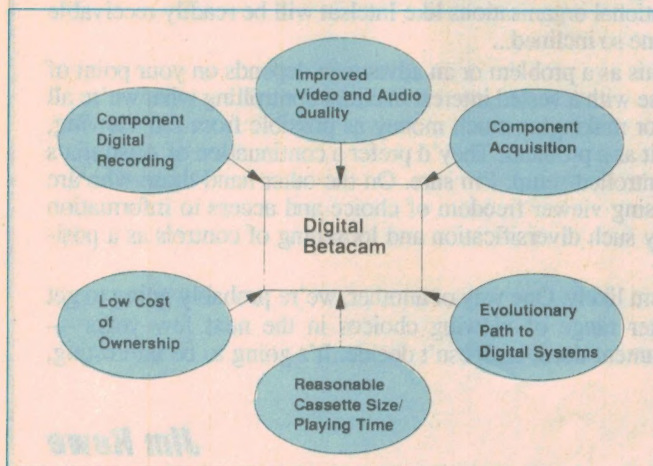 Improved
Video and Audio
Quality
Component
Digital
Recording
Component
Acquisition
Digital
Betacam
Low Cost
of
Ownership
Evolutionary
Path to
Digital Systems
Reasonable
Cassette Size/
Playing Time